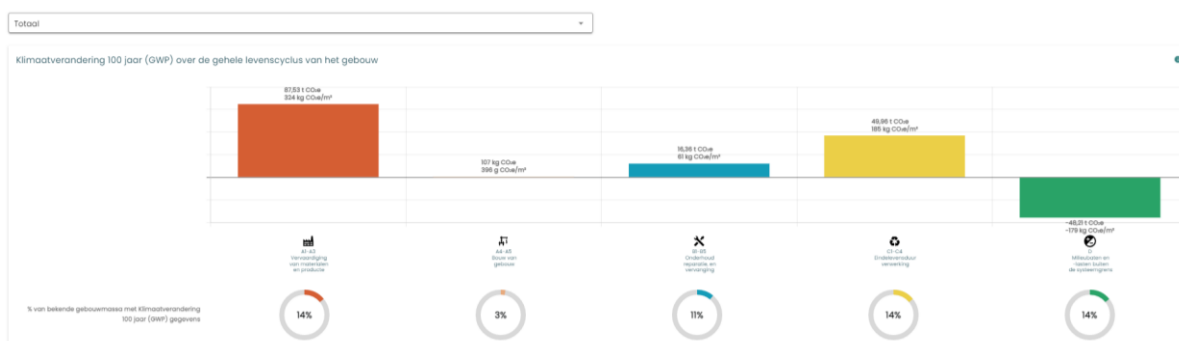 Totaal
Klimaatverandering 100 jaar (GWP) over de gehele levenscyclus van het gebouw
87,53 t CO₂e
324 kg CO₂e/m²
107 kg CO₂e
396 g CO₂e/m²
16,36 t CO₂e
61 kg CO₂e/m²
49,96 t CO₂e
185 kg CO₂e/m²
-48,21 t CO₂e
-179 kg CO₂e/m²
A1-A3
Vervaardiging
van materialen
en producte
A4-A5
Bouw van
gebouw
B1-B5
Onderhoud
reparatie, en
vervanging
C1-C4
Eindelevensduur
verwerking
D
Milieubaten en
-lasten buiten
de systeemgrens
% van bekende gebouwmassa met Klimaatverandering
100 jaar (GWP) gegevens
14%
3%
11%
14%
14%